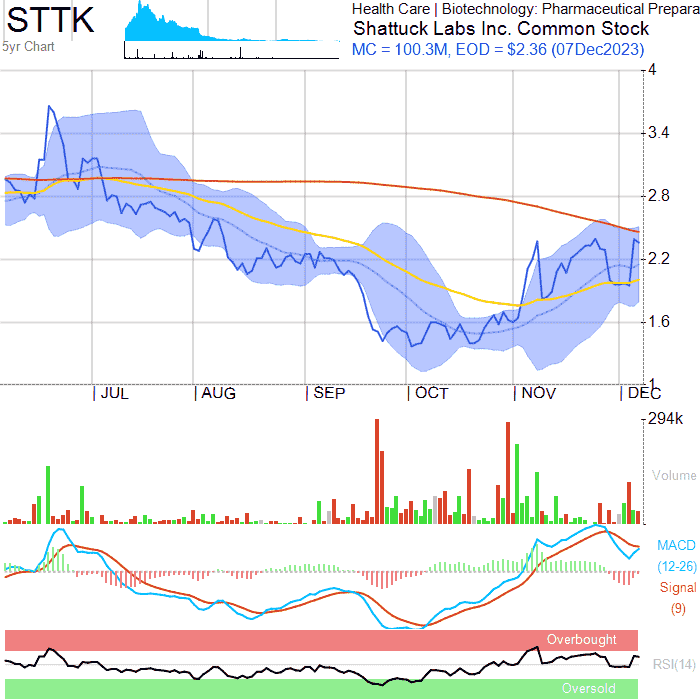 STTK
5yr Chart
Health Care | Biotechnology: Pharmaceutical Prepara
Shattuck Labs Inc. Common Stock
MC = 100.3M, EOD = $2.36 (07Dec2023)
4
3.4
2.8
2.2
1.6
1
JUL AUG SEP OCT NOV DEC
294k
Volume
MACD
(12-26)
Signal
(9)
Overbought
RSI(14)
Oversold